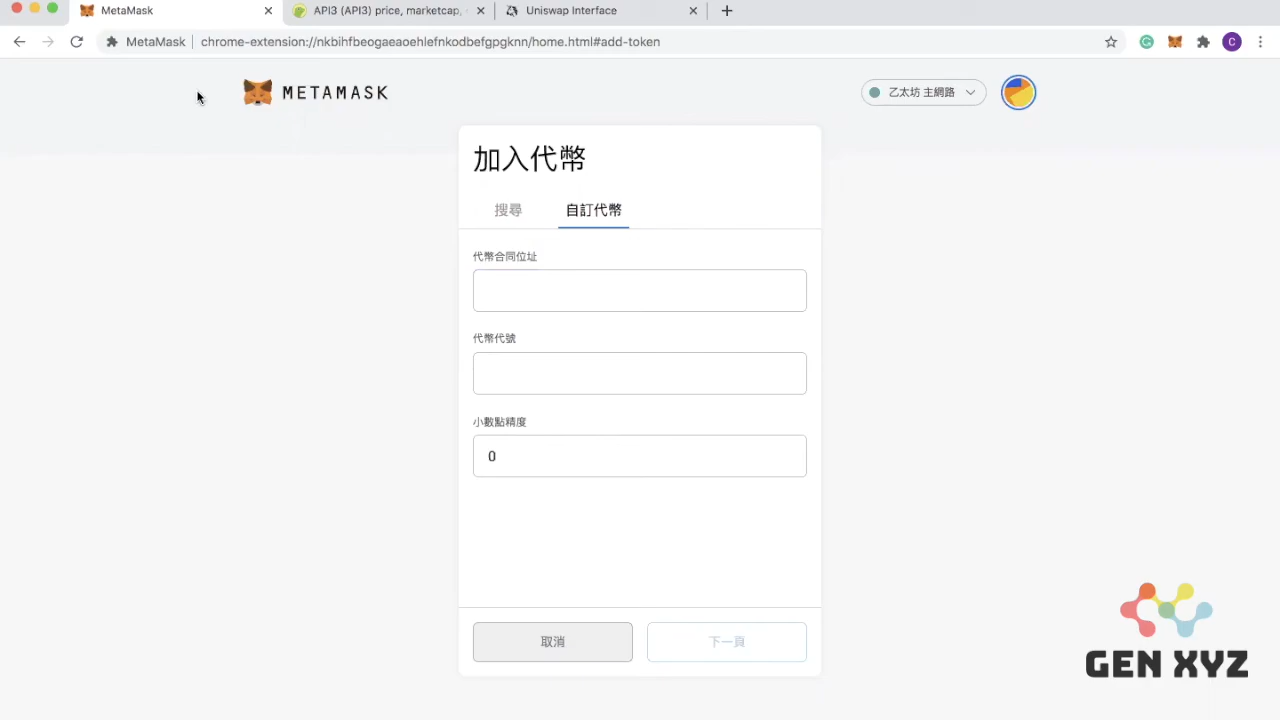 MetaMask
API3 (API3) price, marketcap,
Uniswap Interface
MetaMask
chrome-extension://nkbihfbeogaeaoehlefnkodbefgpgknn/home.html#add-token
C
METAMASK
乙太坊 主網路
加入代幣
搜尋
自訂代幣
代幣合同位址
代幣代號
小數點精度
0
取消
下一頁
GEN XYZ